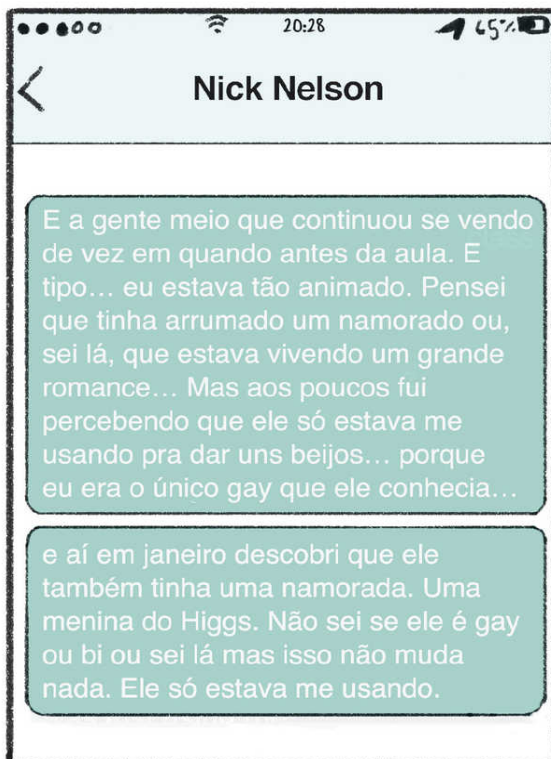 20:28
45%
Nick Nelson
E a gente meio que continuou se vendo
de vez em quando antes da aula. E
tipo... eu estava tão animado. Pensei
que tinha arrumado um namorado ou,
sei lá, que estava vivendo um grande
romance... Mas aos poucos fui
percebendo que ele só estava me
usando pra dar uns beijos... porque
eu era o único gay que ele conhecia...
e aí em janeiro descobri que ele
também tinha uma namorada. Uma
menina do Higgs. Não sei se ele é gay
ou bi ou sei lá mas isso não muda
nada. Ele só estava me usando.